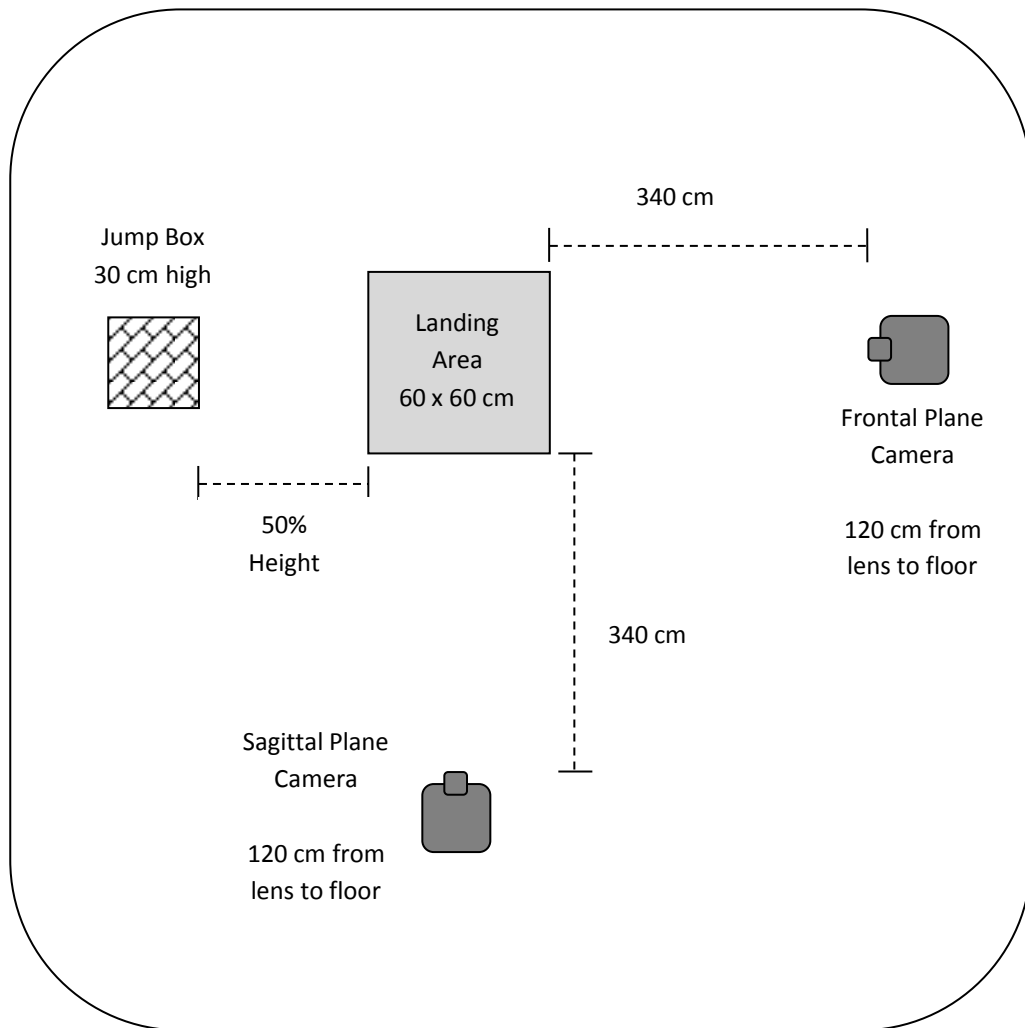 340 cm
Jump Box
30 cm high
Landing
Area
60 x 60 cm
Frontal Plane
Camera
120 cm from
lens to floor
50%
Height
340 cm
Sagittal Plane
Camera
120 cm from
lens to floor